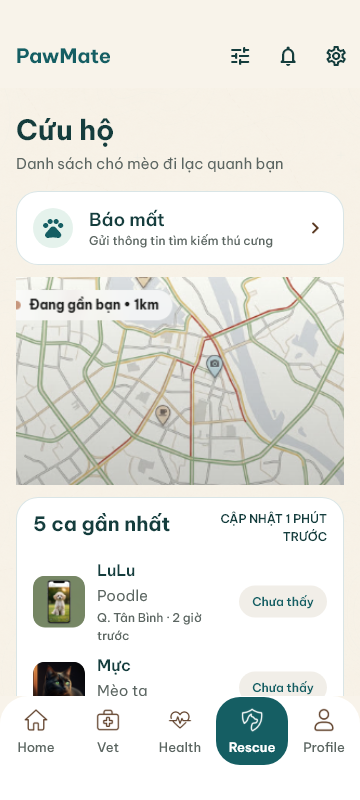 PawMate
Cứu hộ
Danh sách chó mèo đi lạc quanh bạn
Báo mất
Gửi thông tin tìm kiếm thú cưng
Đang gần bạn • 1km
5 ca gần nhất
CẬP NHẬT 1 PHÚT
TRƯỚC
LuLu
Poodle
Q. Tân Bình · 2 giờ
trước
Chưa thấy
Mực
Mèo ta
Chưa thấy
Home
Vet
Health
Rescue
Profile